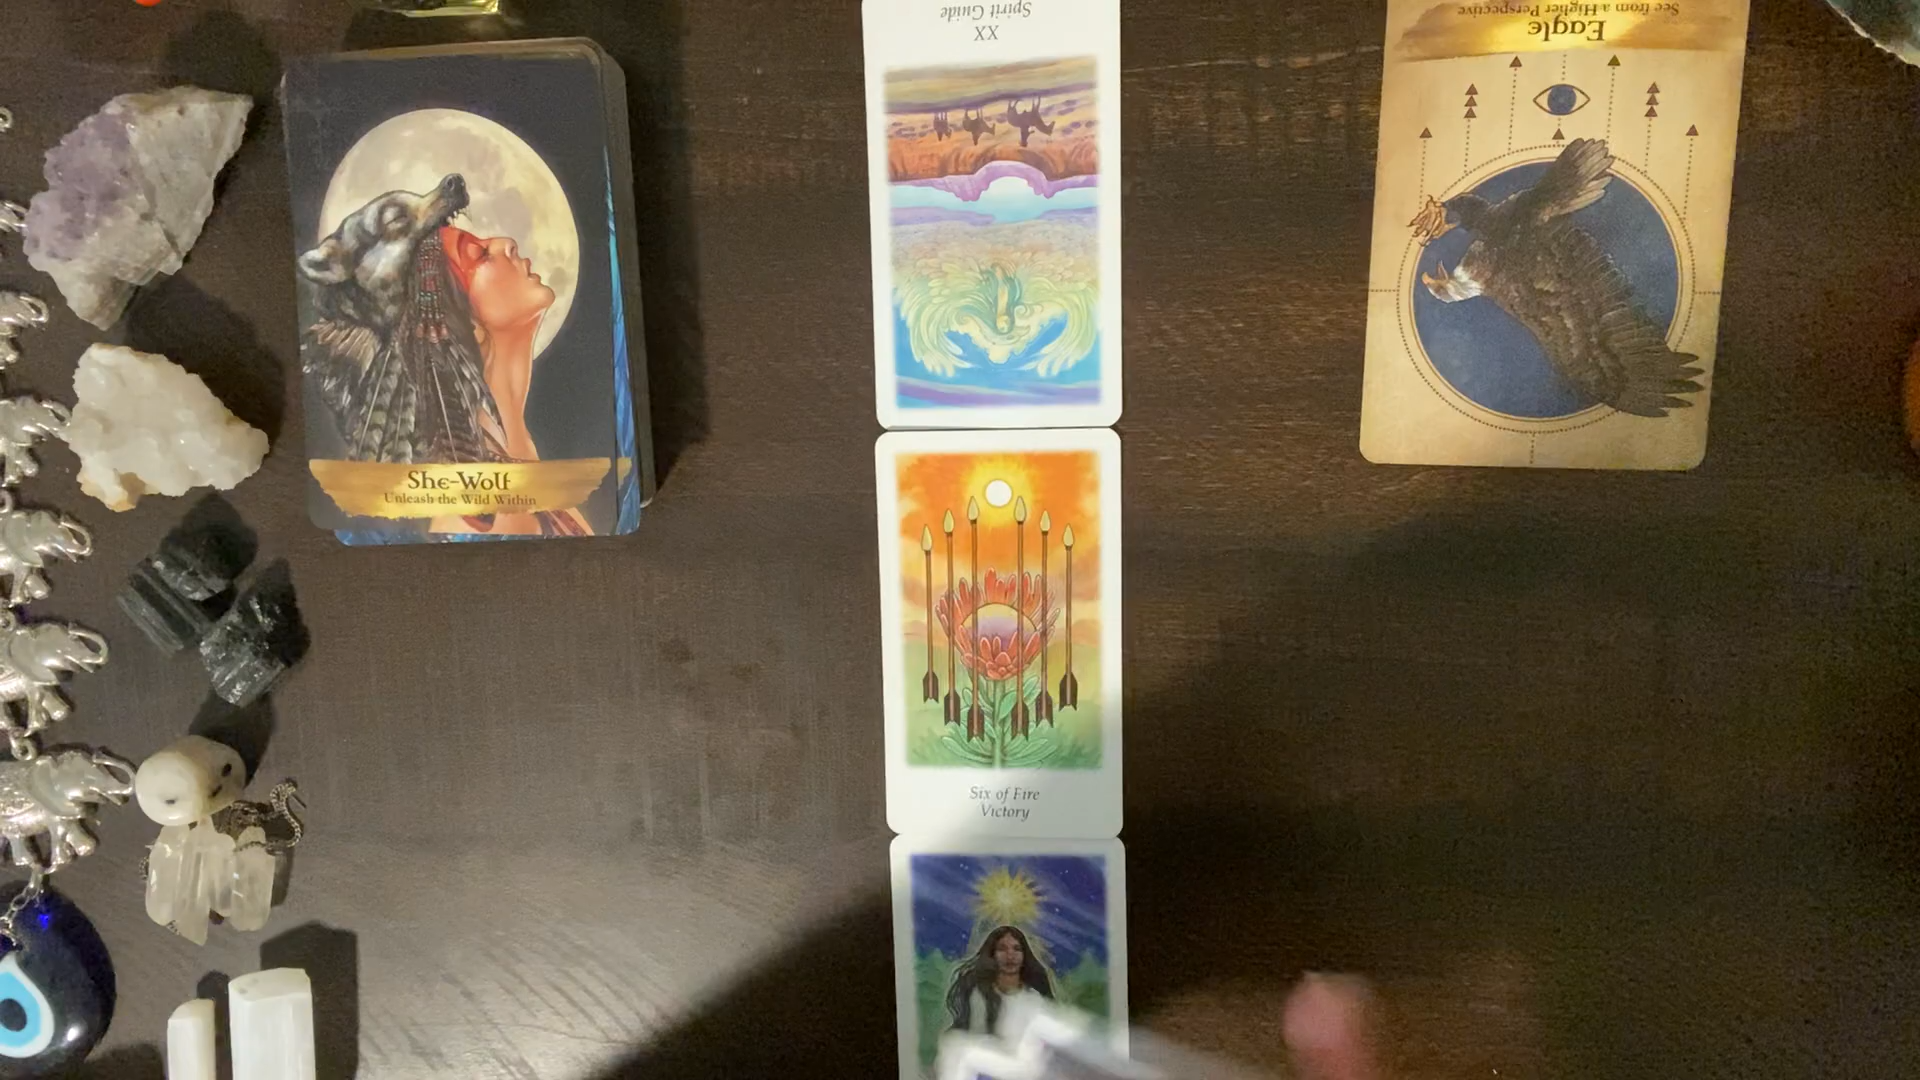 Spirit Guide
XX
See from a Higher Perspective
Eagle
She-Wolf
Unleash the Wild Within
Six of Fire
Victory